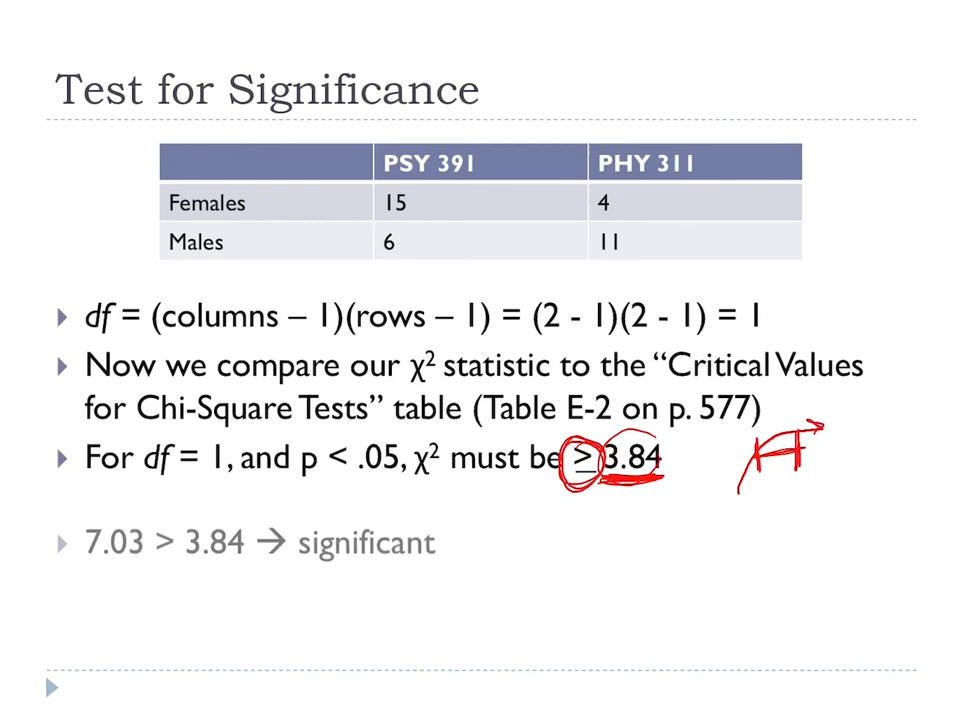 Test for Significance
PSY 391 PHY 311
Females 15 4
Males 6 11
df = (columns – 1)(rows – 1) = (2 - 1)(2 - 1) = 1
Now we compare our χ² statistic to the “Critical Values
for Chi-Square Tests” table (Table E-2 on p. 577)
For df = 1, and p < .05, χ² must be ≥ 3.84
7.03 > 3.84 → significant